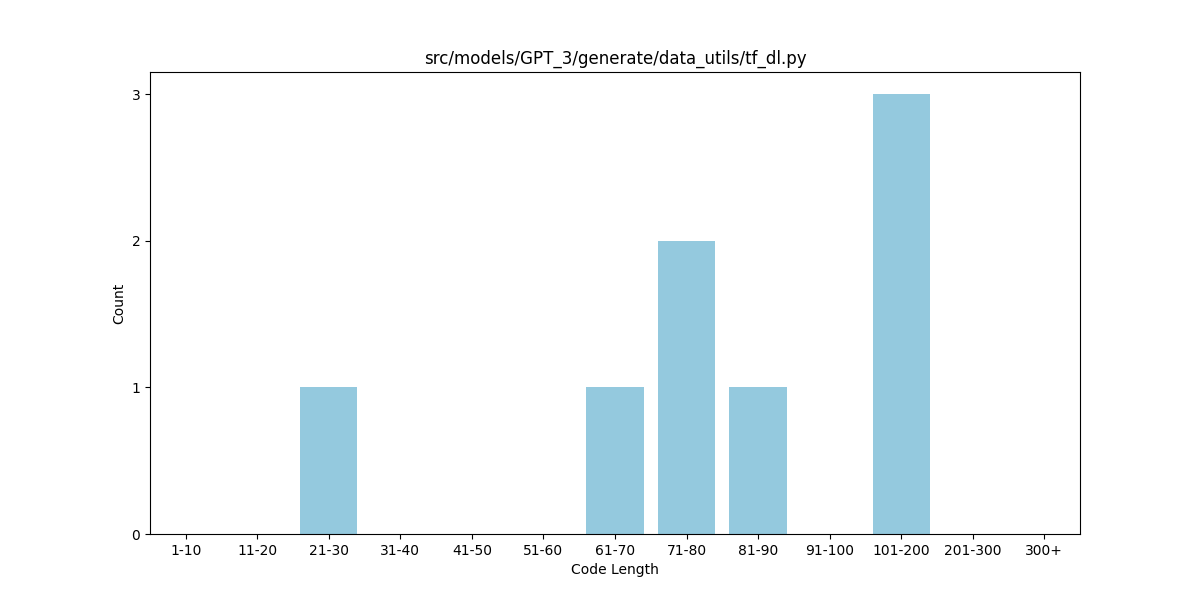 src/models/GPT_3/generate/data_utils/tf_dl.py
3
2
1
0
Count
1-10 11-20 21-30 31-40 41-50 51-60 61-70 71-80 81-90 91-100 101-200 201-300 300+
Code Length